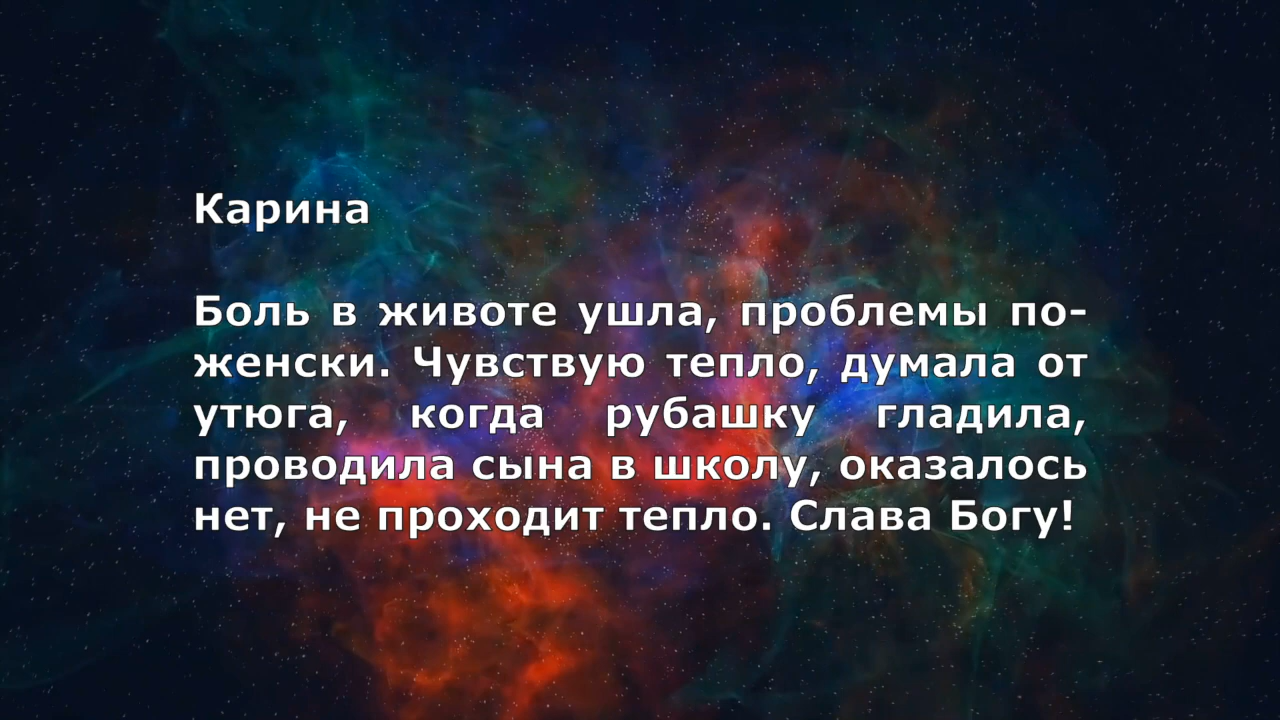 Карина
Боль в животе ушла, проблемы по-
женски. Чувствую тепло, думала от
утюга, когда рубашку гладила,
проводила сына в школу, оказалось
нет, не проходит тепло. Слава Богу!